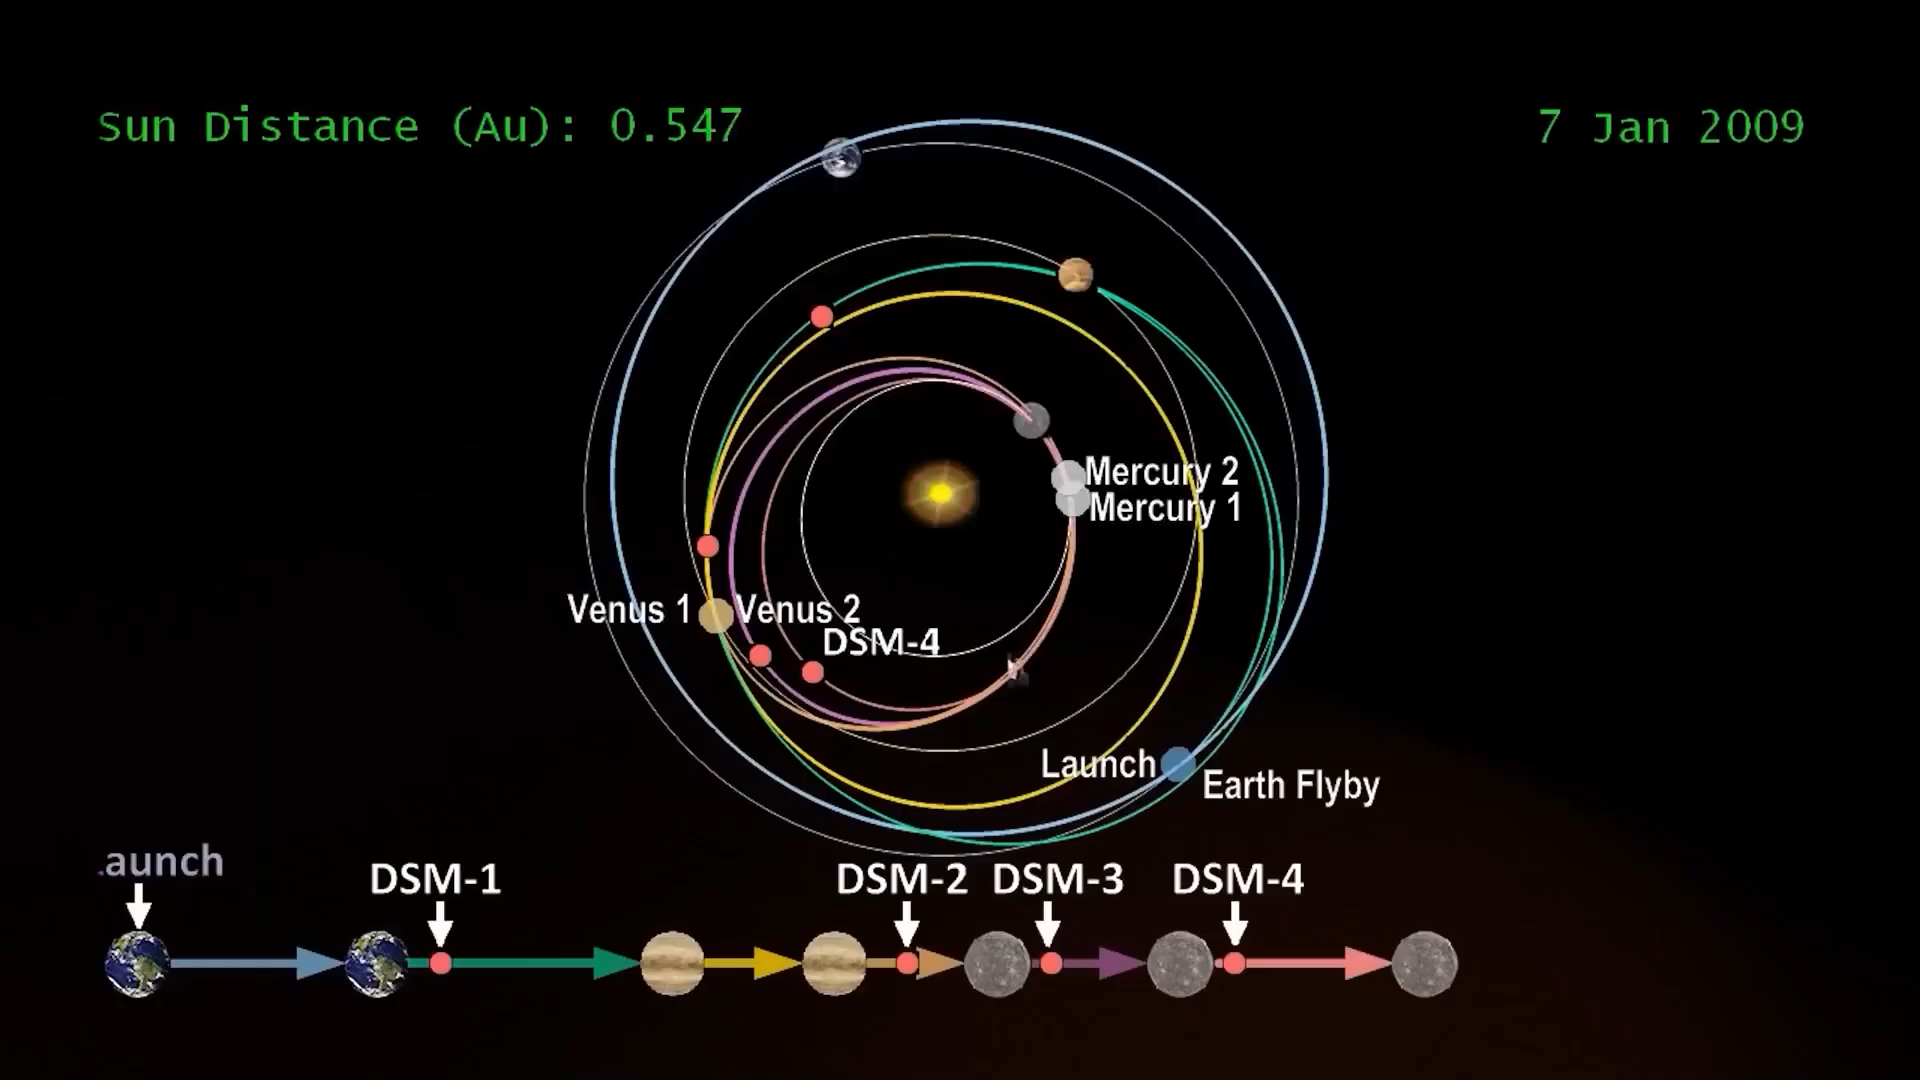 Sun Distance (Au): 0.547
7 Jan 2009
Mercury 2
Mercury 1
Venus 1
Venus 2
DSM-4
Launch
Earth Flyby
.aunch
DSM-1
DSM-2
DSM-3
DSM-4